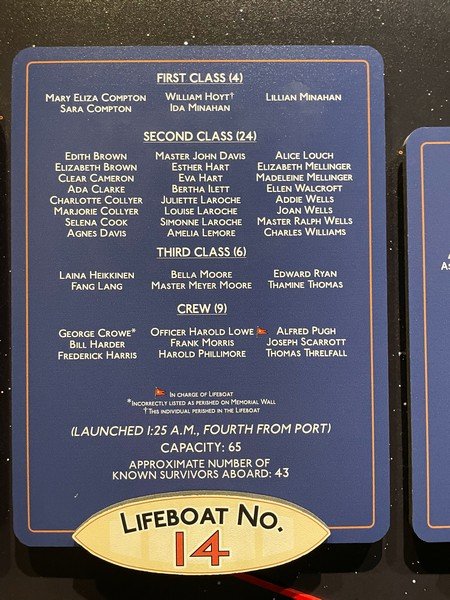 FIRST CLASS (4)
MARY ELIZA COMPTON WILLIAM HOYT† LILLIAN MINAHAN
SARA COMPTON IDA MINAHAN
SECOND CLASS (24)
EDITH BROWN MASTER JOHN DAVIS ALICE LOUCH
ELIZABETH BROWN ESTHER HART ELIZABETH MELLINGER
CLEAR CAMERON EVA HART MADELEINE MELLINGER
ADA CLARKE BERTHA ILETT ELLEN WALCROFT
CHARLOTTE COLLYER JULIETTE LAROCHE ADDIE WELLS
MARJORIE COLLYER LOUISE LAROCHE JOAN WELLS
SELENA COOK SIMONNE LAROCHE MASTER RALPH WELLS
AGNES DAVIS AMELIA LEMORE CHARLES WILLIAMS
THIRD CLASS (6)
LAINA HEIKKINEN BELLA MOORE EDWARD RYAN
FANG LANG MASTER MEYER MOORE THAMINE THOMAS
CREW (9)
GEORGE CROWE* OFFICER HAROLD LOWE ALFRED PUGH
BILL HARDER FRANK MORRIS JOSEPH SCARROTT
FREDERICK HARRIS HAROLD PHILLIMORE THOMAS THRELFALL
IN CHARGE OF LIFEBOAT
*INCORRECTLY LISTED AS PERISHED ON MEMORIAL WALL
†THIS INDIVIDUAL PERISHED IN THE LIFEBOAT
(LAUNCHED 1:25 A.M., FOURTH FROM PORT)
CAPACITY: 65
APPROXIMATE NUMBER OF
KNOWN SURVIVORS ABOARD: 43
LIFEBOAT NO.
14